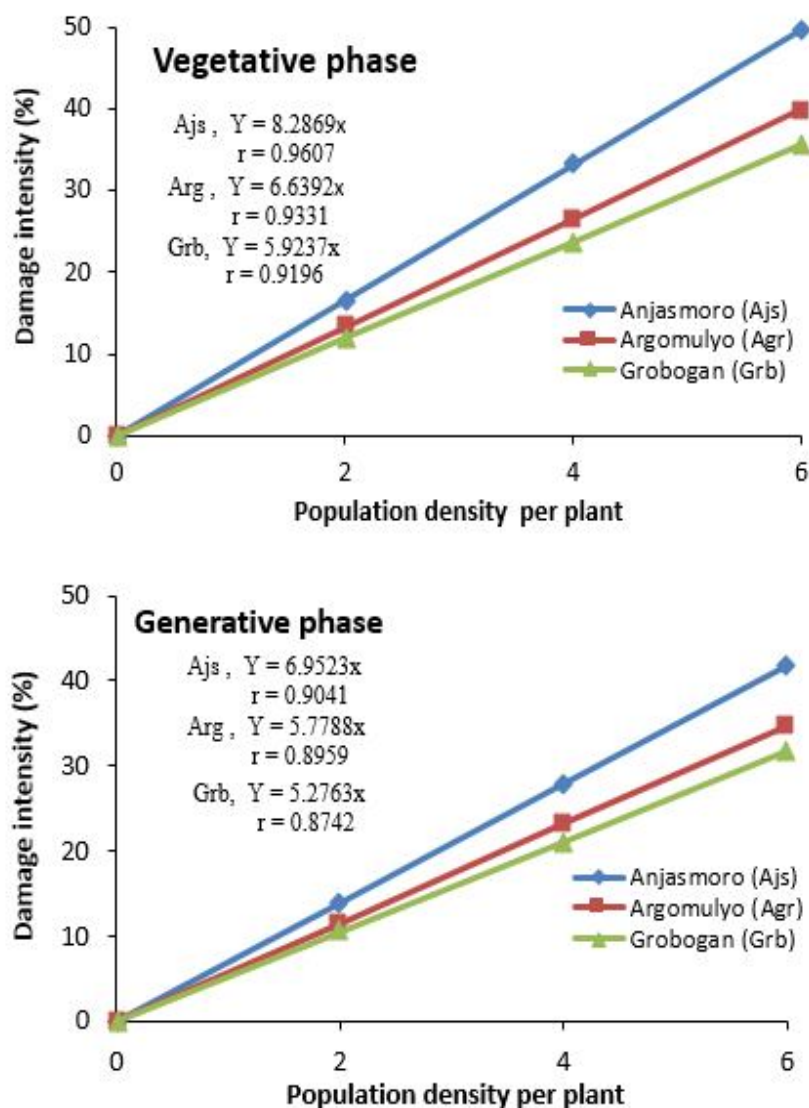 50
40
30
20
10
0
Damage intensity (%)
Vegetative phase
Ajs , Y = 8.2869x
r = 0.9607
Arg , Y = 6.6392x
r = 0.9331
Grb, Y = 5.9237x
r = 0.9196
Anjasmoro (Ajs)
Argomulyo (Agr)
Grobogan (Grb)
0 2 4 6
Population density per plant
50
40
30
20
10
0
Damage intensity (%)
Generative phase
Ajs , Y = 6.9523x
r = 0.9041
Arg , Y = 5.7788x
r = 0.8959
Grb, Y = 5.2763x
r = 0.8742
Anjasmoro (Ajs)
Argomulyo (Agr)
Grobogan (Grb)
0 2 4 6
Population density per plant